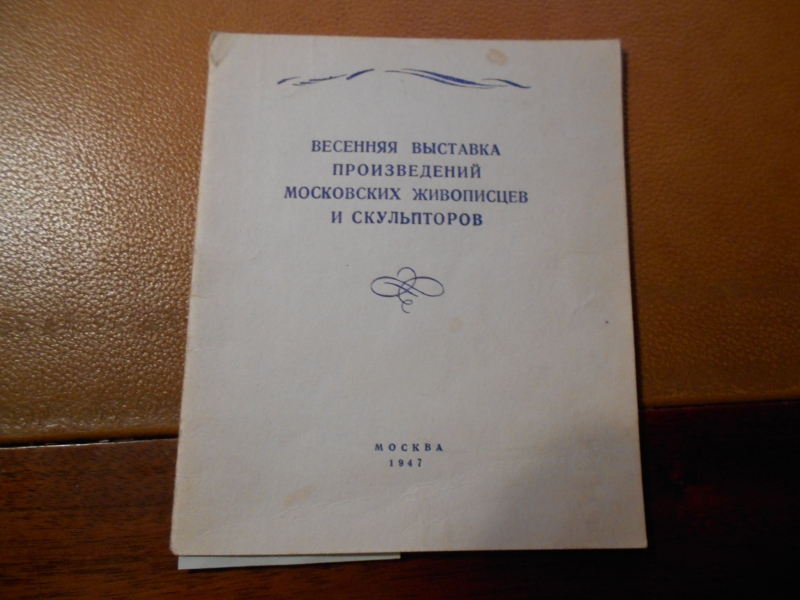 ВЕСЕННЯЯ ВЫСТАВКА
ПРОИЗВЕДЕНИЙ
МОСКОВСКИХ ЖИВОПИСЦЕВ
И СКУЛЬПТОРОВ
МОСКВА
1947